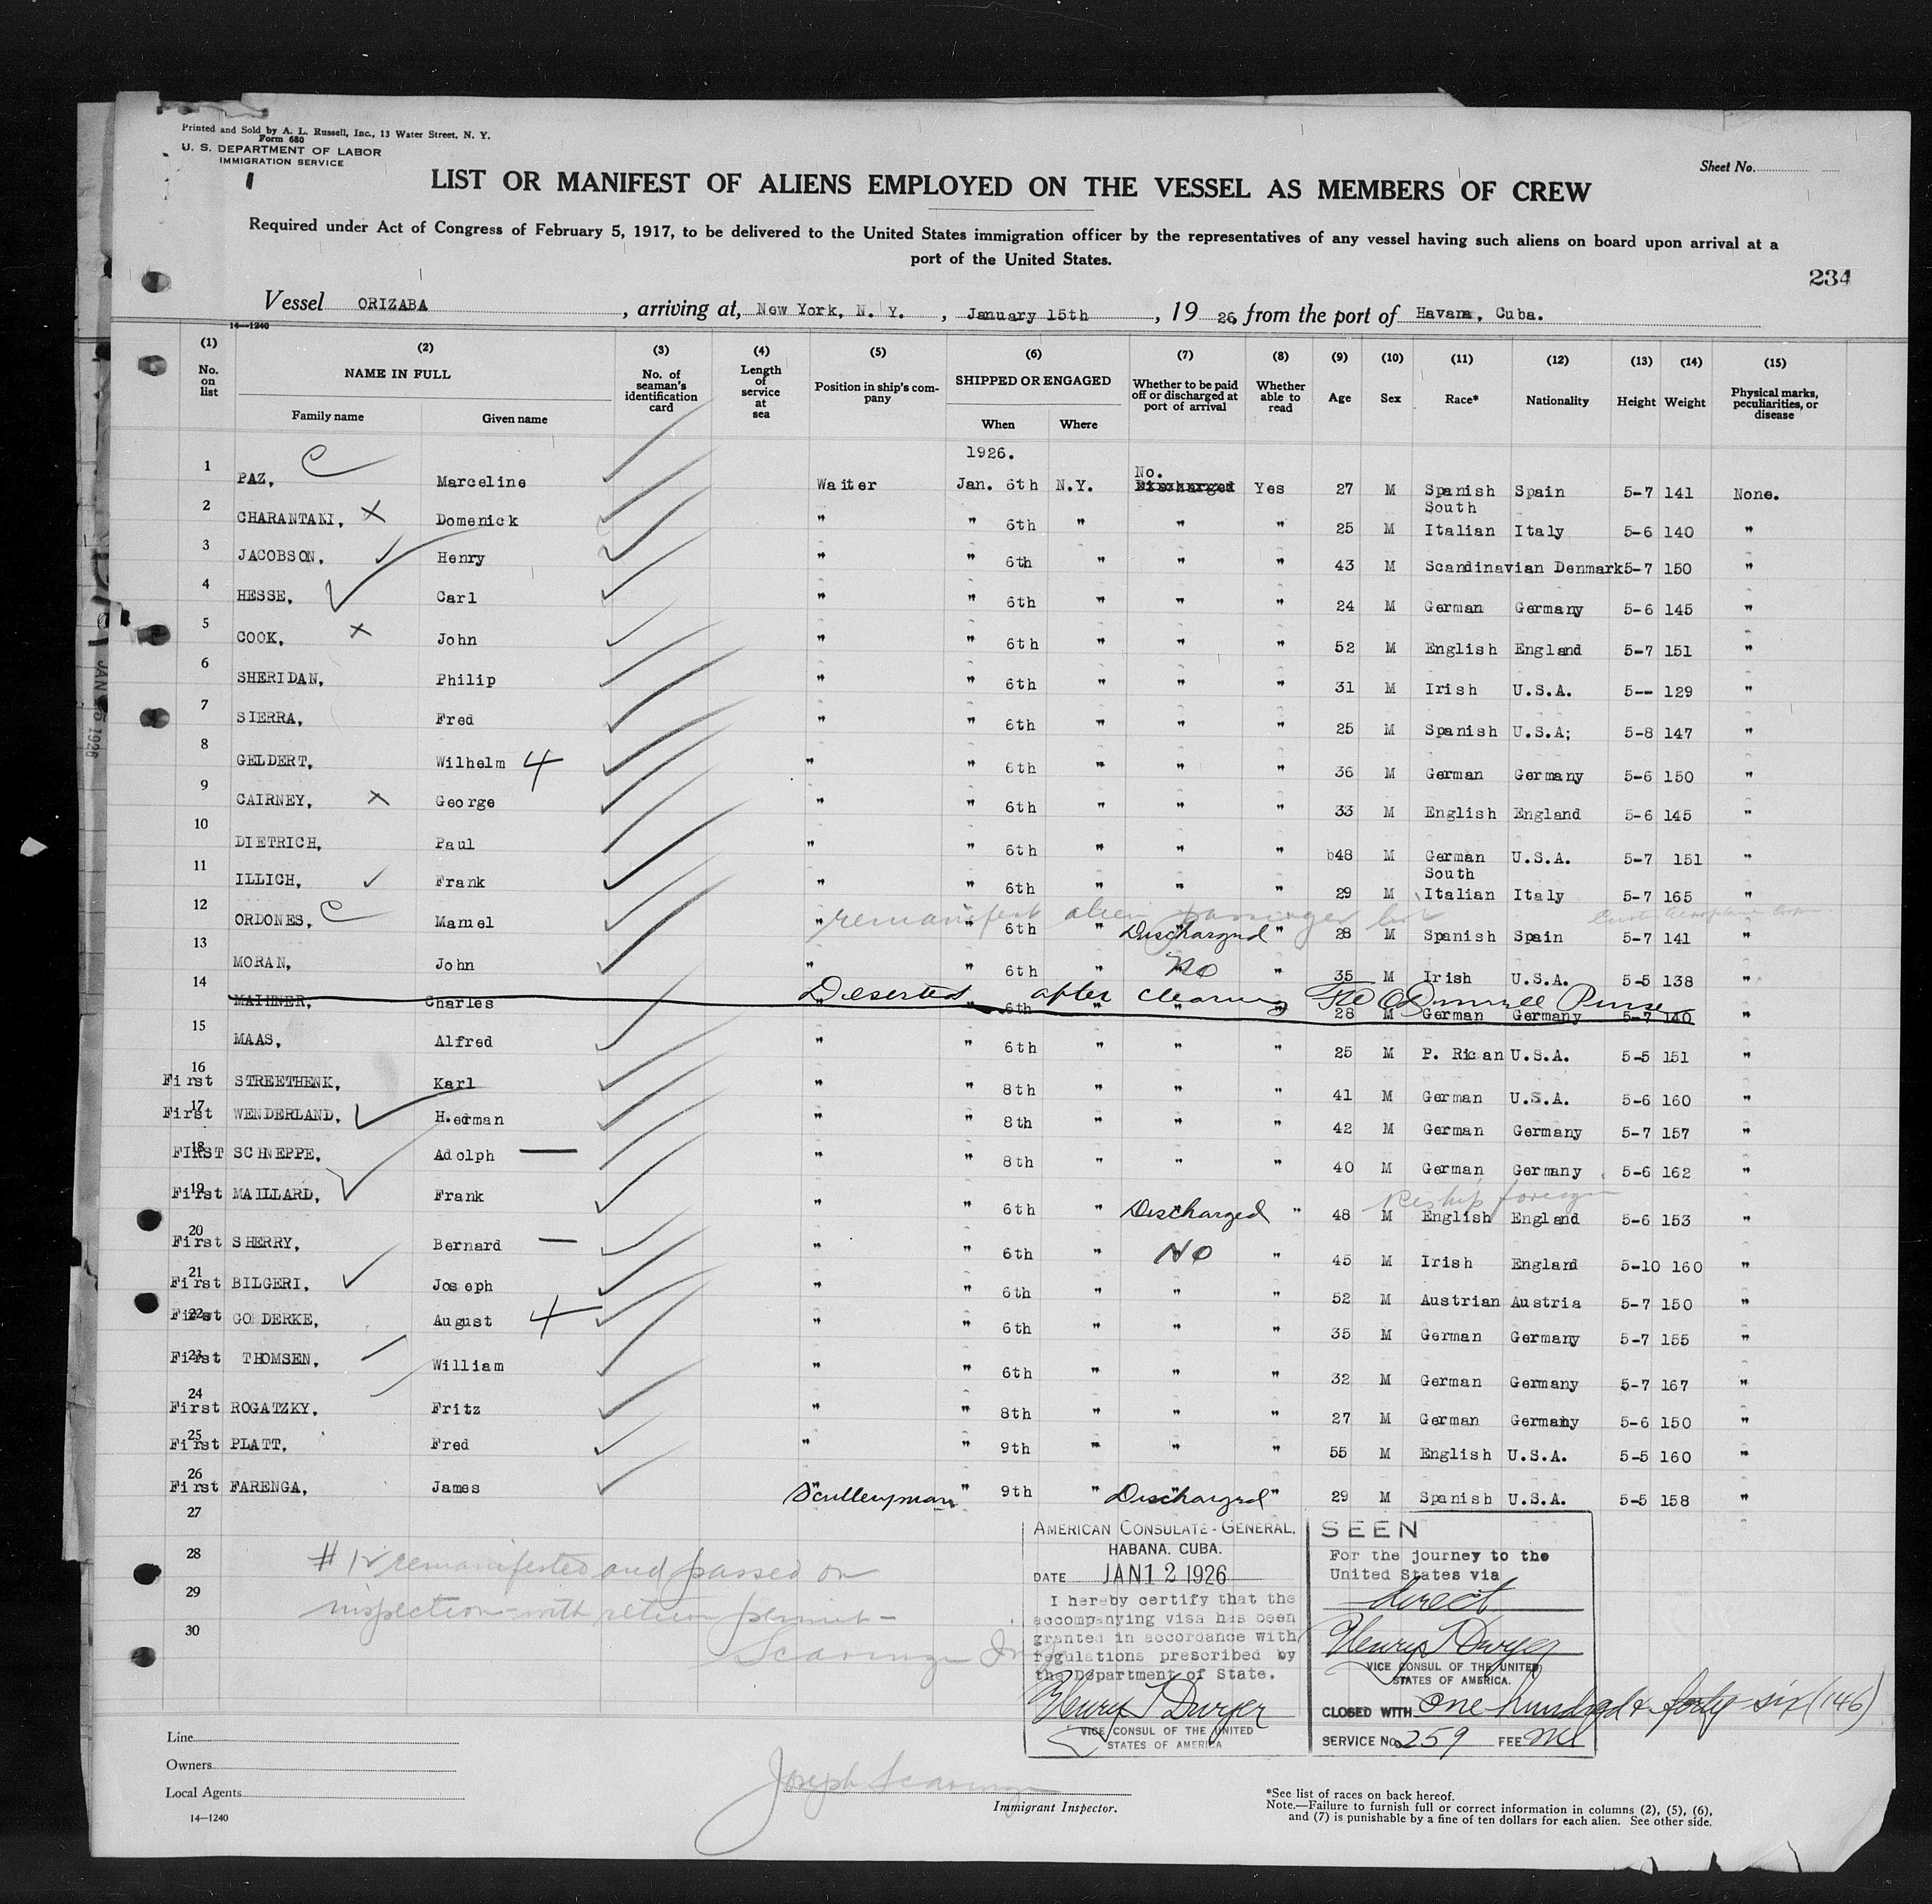 Printed and Sold by A. L. Russell, Inc., 13 Water Street, N. Y.
Form 680
U. S. DEPARTMENT OF LABOR
IMMIGRATION SERVICE
Sheet No.
LIST OR MANIFEST OF ALIENS EMPLOYED ON THE VESSEL AS MEMBERS OF CREW
Required under Act of Congress of February 5, 1917, to be delivered to the United States immigration officer by the representatives of any vessel having such aliens on board upon arrival at a
port of the United States.
234
Vessel ORIZABA, arriving at, New York, N. Y., January 15th, 1926, from the port of Havana, Cuba.
14—1240
(1) (2) (3) (4) (5) (6) (7) (8) (9) (10) (11) (12) (13) (14) (15)
No. on list NAME IN FULL Family name Given name No. of seaman's identification card Length of service at sea Position in ship's company SHIPPED OR ENGAGED When Where Whether to be paid off or discharged at port of arrival Whether able to read Age Sex Race* Nationality Height Weight Physical marks, peculiarities, or disease
1926.
No.
1 PAZ, Marceline Waiter Jan. 6th N.Y. Discharged Yes 27 M Spanish Spain 5-7 141 None.
2 CHARANTANI, X Domenick " " 6th " " " 25 M South Italian Italy 5-6 140 "
3 JACOBSON, Henry " " 6th " " " 43 M Scandinavian Denmark 5-7 150 "
4 HESSE, Carl " " 6th " " " 24 M German Germany 5-6 145 "
5 COOK, X John " " 6th " " " 52 M English England 5-7 151 "
6 SHERIDAN, Philip " " 6th " " " 31 M Irish U.S.A. 5-- 129 "
7 SIERRA, Fred " " 6th " " " 25 M Spanish U.S.A; 5-8 147 "
8 GELDERT, Wilhelm 4 " " 6th " " " 36 M German Germany 5-6 150 "
9 CAIRNEY, X George " " 6th " " " 33 M English England 5-6 145 "
10 DIETRICH, Paul " " 6th " " " b48 M German U.S.A. 5-7 151 "
11 ILLICH, Frank " " 6th " " " 29 M South Italian Italy 5-7 165 "
remanifest alien passenger list
12 ORDONES, C Manuel " " 6th " Discharged " 28 M Spanish Spain 5-7 141 "
13 MORAN, John " " 6th " No " 35 M Irish U.S.A. 5-5 138 "
Deserted after clearing
14 MAIHNER, Charles " " 6th " " " 28 M German Germany 5-7 140 "
15 MAAS, Alfred " " 6th " " " 25 M P. Rican U.S.A. 5-5 151 "
16 First STREETHENK, Karl " " 8th " " " 41 M German U.S.A. 5-6 160 "
17 First WENDERLAND, H.edman " " 8th " " " 42 M German Germany 5-7 157 "
18 FIRST SCHNEPPE, Adolph " " 8th " " " 40 M German Germany 5-6 162 "
Reship foreign
19 First MAILLARD, Frank " " 6th " Discharged " 48 M English England 5-6 153 "
20 First SHERRY, Bernard " " 6th " No " 45 M Irish England 5-10 160 "
21 First BILGERI, Joseph " " 6th " " " 52 M Austrian Austria 5-7 150 "
22 First GOEDERKE, August 4 " " 6th " " " 35 M German Germany 5-7 155 "
23 First THOMSEN, William " " 6th " " " 32 M German Germany 5-7 167 "
24 First ROGATZKY, Fritz " " 8th " " " 27 M German Germany 5-6 150 "
25 First PLATT, Fred " " 9th " " " 55 M English U.S.A. 5-5 160 "
26 First FARENGA, James Sculleryman " 9th " Discharged " 29 M Spanish U.S.A. 5-5 158 "
27
28
29
30
#12 remanifested and passed on
inspection with return permit -
Scaringe
AMERICAN CONSULATE-GENERAL,
HABANA. CUBA.
DATE JAN 12 1926
I hereby certify that the
accompanying visa has been
granted in accordance with
regulations prescribed by
the Department of State.
Henry T Dwyer
VICE CONSUL OF THE UNITED
STATES OF AMERICA
SEEN
For the journey to the
United States via
direct
Henry T Dwyer
VICE CONSUL OF THE UNITED
STATES OF AMERICA.
CLOSED WITH one hundred & forty six (146)
SERVICE No. 259 FEE
Line
Owners
Local Agents
14—1240
Joseph Scaringe
Immigrant Inspector.
*See list of races on back hereof.
Note.—Failure to furnish full or correct information in columns (2), (5), (6),
and (7) is punishable by a fine of ten dollars for each alien. See other side.
JAN 15 1926